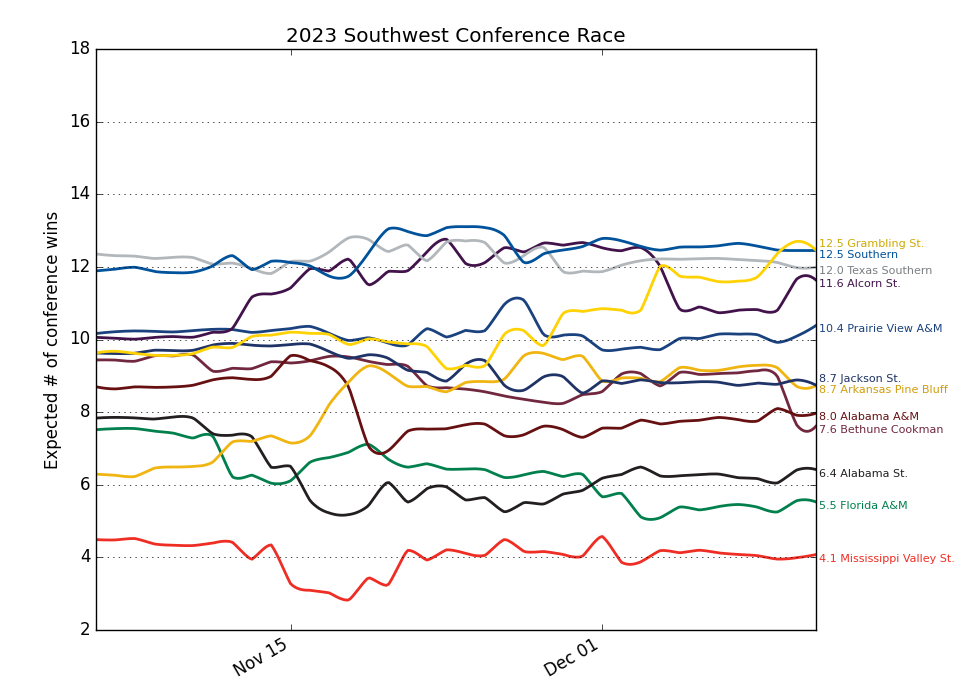 2023 Southwest Conference Race
Expected # of conference wins
18
16
14
12
10
8
6
4
2
Nov 15
Dec 01
12.5 Grambling St.
12.5 Southern
12.0 Texas Southern
11.6 Alcorn St.
10.4 Prairie View A&M
8.7 Jackson St.
8.7 Arkansas Pine Bluff
8.0 Alabama A&M
7.6 Bethune Cookman
6.4 Alabama St.
5.5 Florida A&M
4.1 Mississippi Valley St.